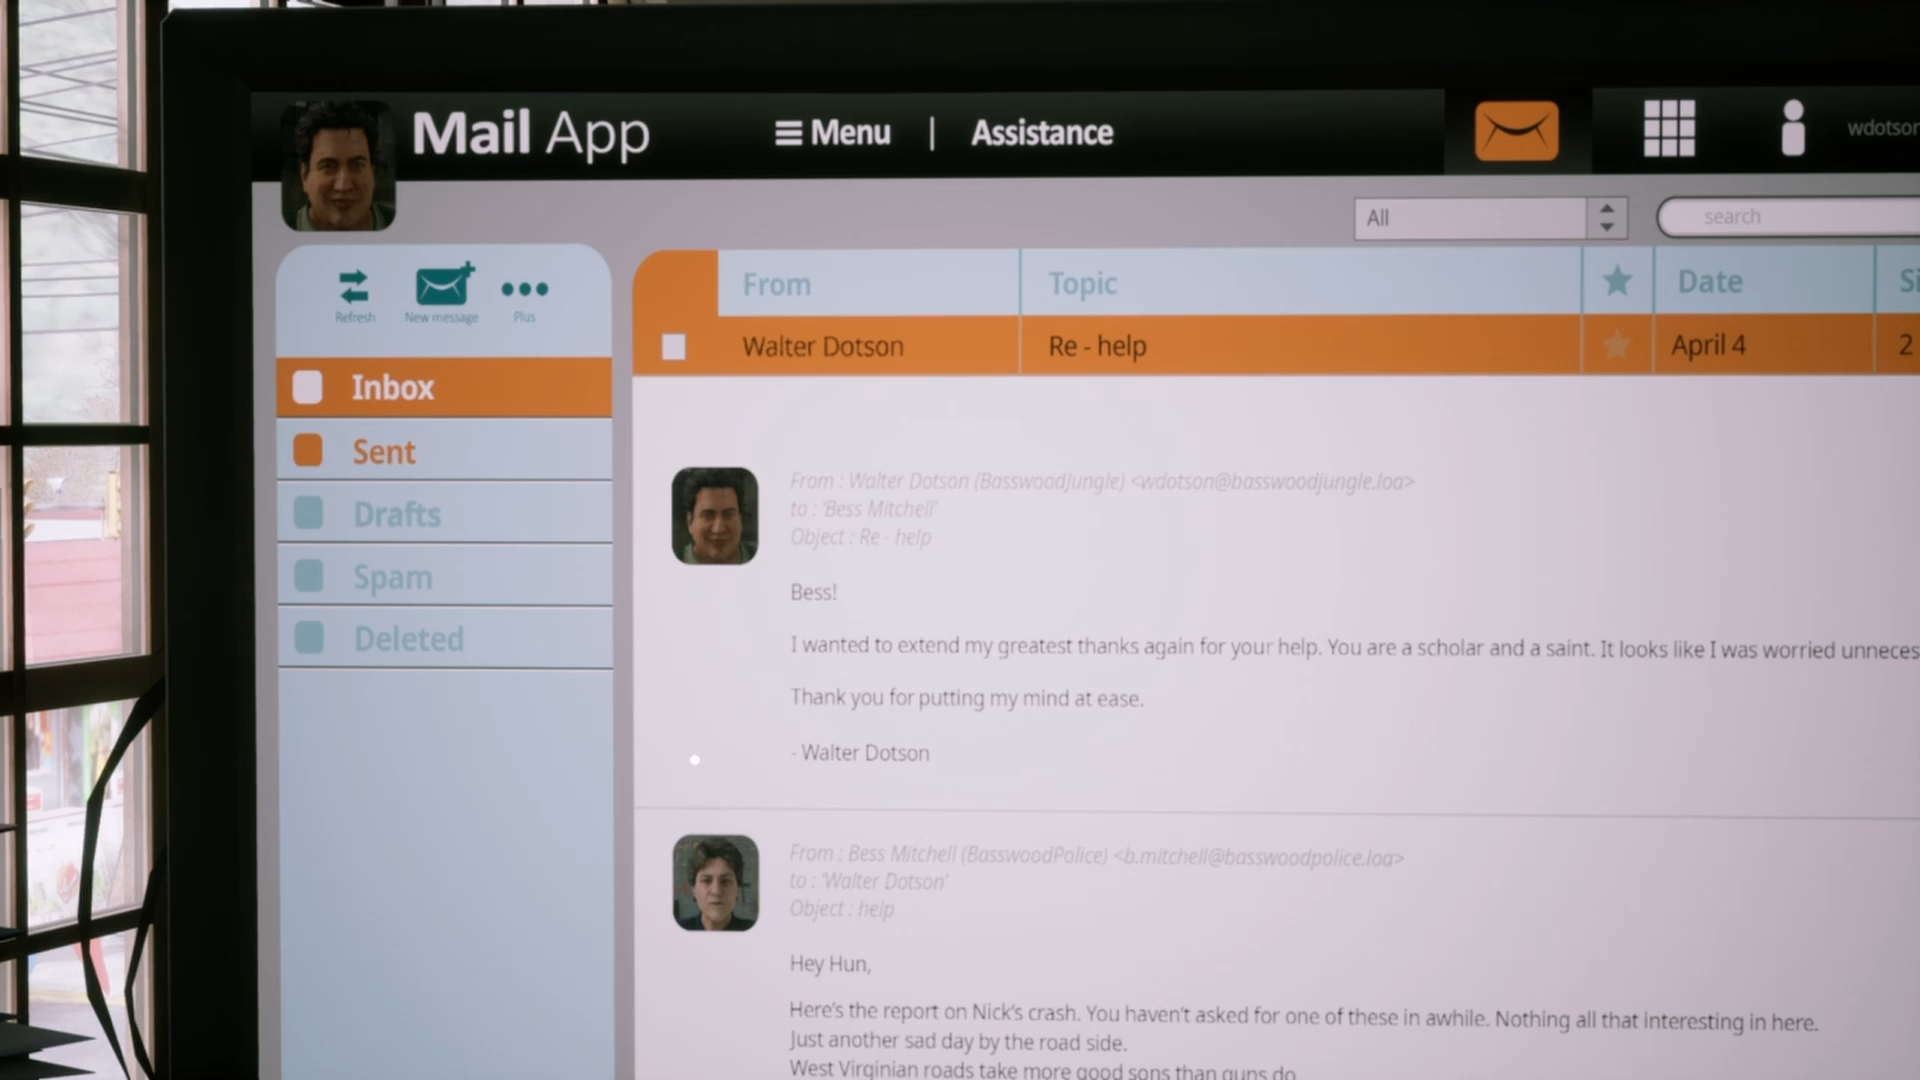 Mail App
Menu | Assistance
All
search
Refresh New message Plus
From Topic Date
Walter Dotson Re - help April 4 2
Inbox
Sent
Drafts
Spam
Deleted
From : Walter Dotson (BasswoodJungle) <wdotson@basswoodjungle.loa>
to : 'Bess Mitchell'
Object : Re - help
Bess!
I wanted to extend my greatest thanks again for your help. You are a scholar and a saint. It looks like I was worried unneces
Thank you for putting my mind at ease.
- Walter Dotson
From : Bess Mitchell (BasswoodPolice) <b.mitchell@basswoodpolice.loa>
to : 'Walter Dotson'
Object : help
Hey Hun,
Here's the report on Nick's crash. You haven't asked for one of these in awhile. Nothing all that interesting in here.
Just another sad day by the road side.
West Virginian roads take more good sons than guns do